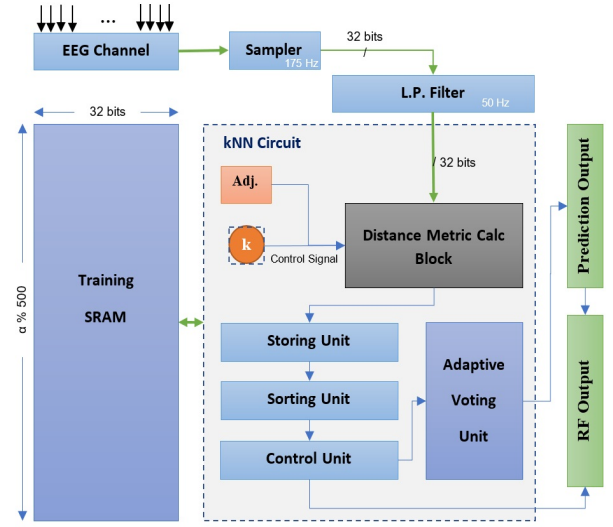 ...
EEG Channel
Sampler
175 Hz
32 bits
/
L.P. Filter
50 Hz
32 bits
kNN Circuit
/ 32 bits
Adj.
k
Control Signal
Distance Metric Calc
Block
Prediction Output
α % 500
Training
SRAM
Storing Unit
Sorting Unit
Control Unit
Adaptive
Voting
Unit
RF Output